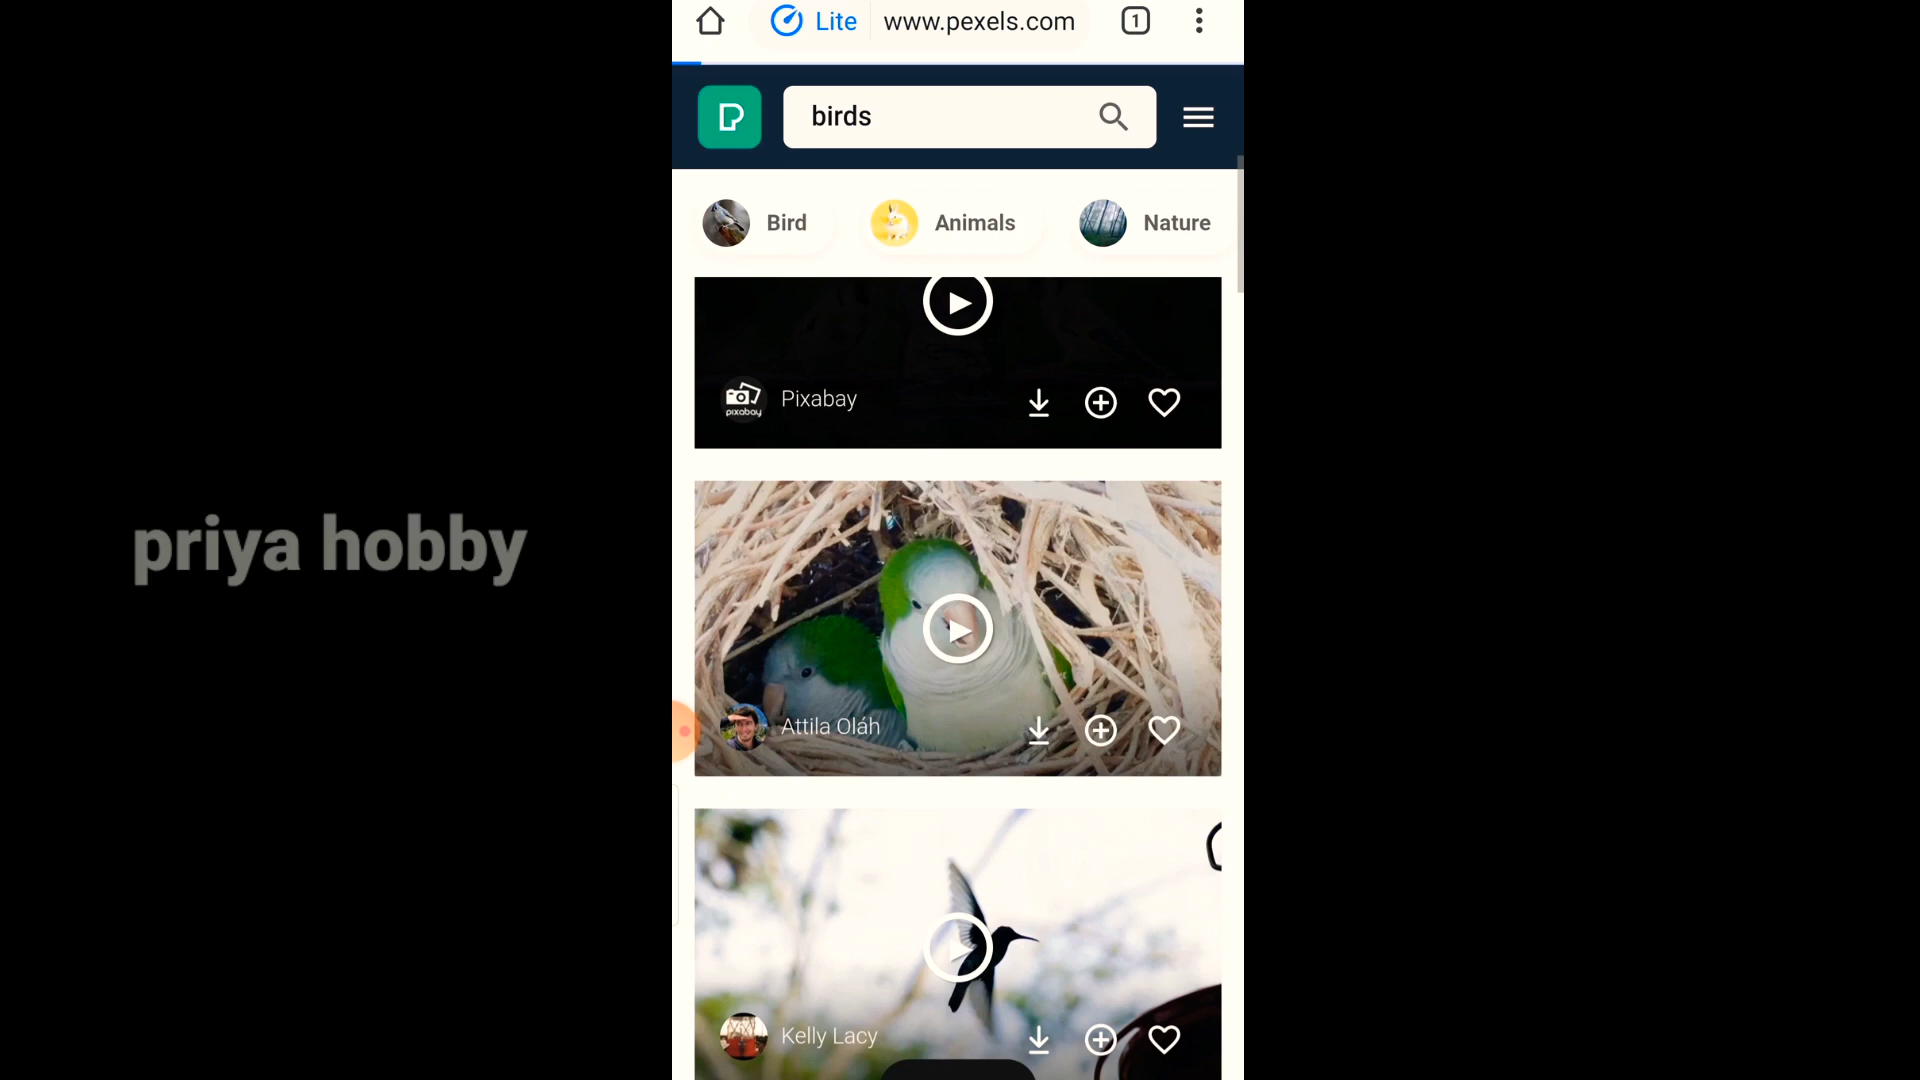 Lite www.pexels.com 1
birds
Bird Animals Nature
pixabay Pixabay
priya hobby
Attila Oláh
Kelly Lacy